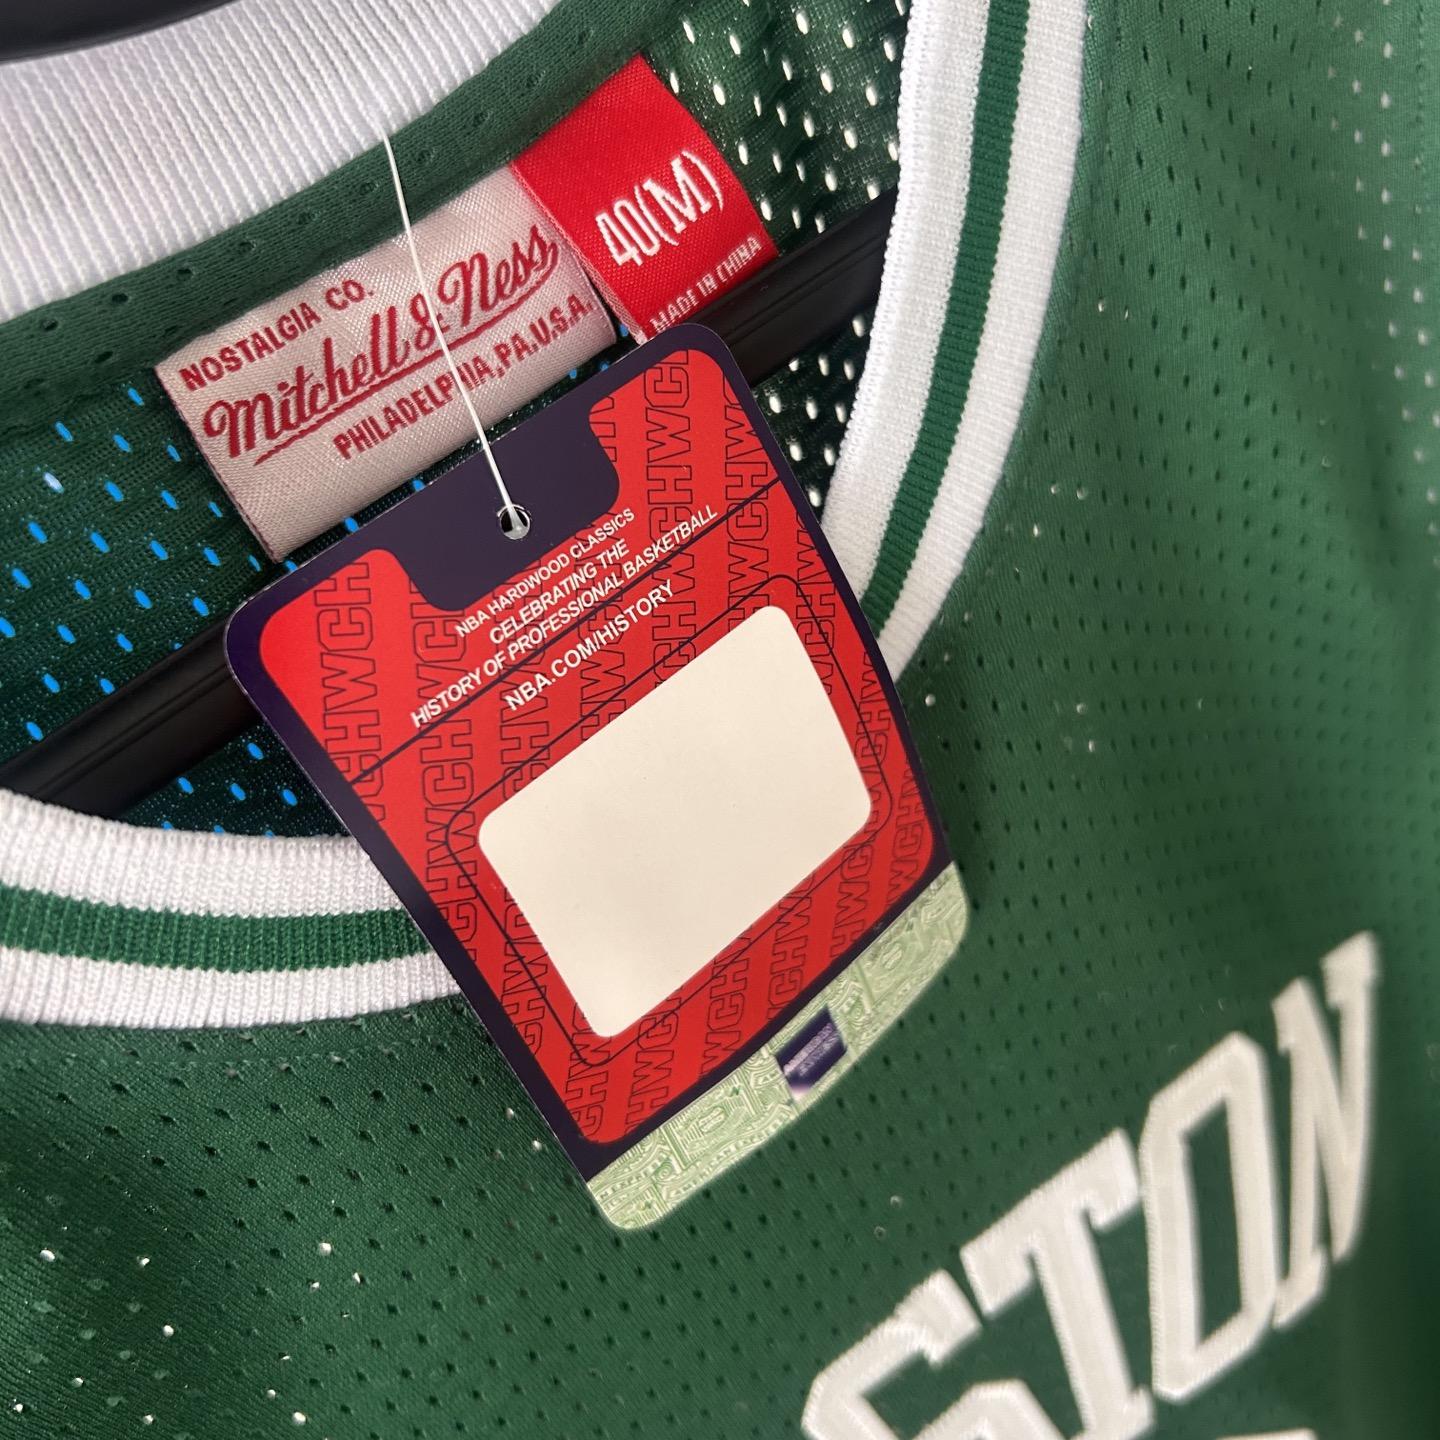 NOSTALGIA CO.
Mitchell & Ness
PHILADELPHIA, PA. U.S.A.
40(M)
MADE IN CHINA
NBA HARDWOOD CLASSICS
CELEBRATING THE
HISTORY OF PROFESSIONAL BASKETBALL
NBA.COM/HISTORY
HWCHWCHWCH
STON